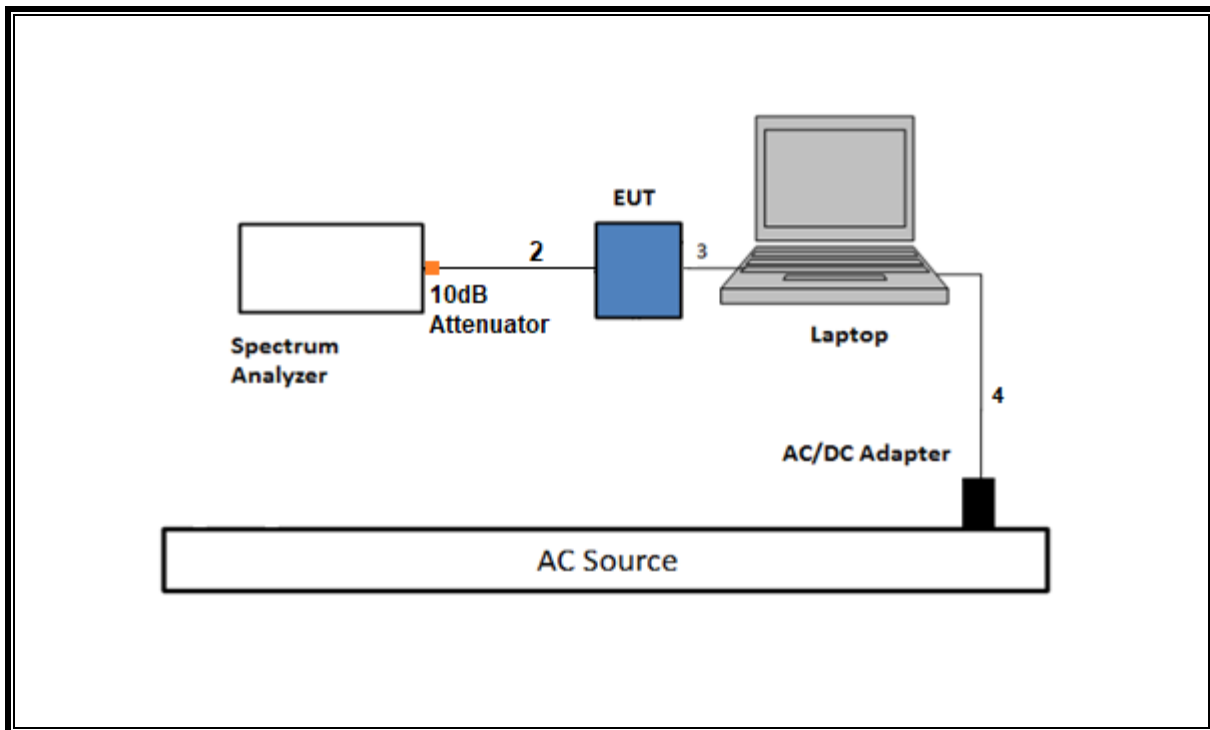 EUT
2
3
10dB
Attenuator
Spectrum
Analyzer
Laptop
4
AC/DC Adapter
AC Source